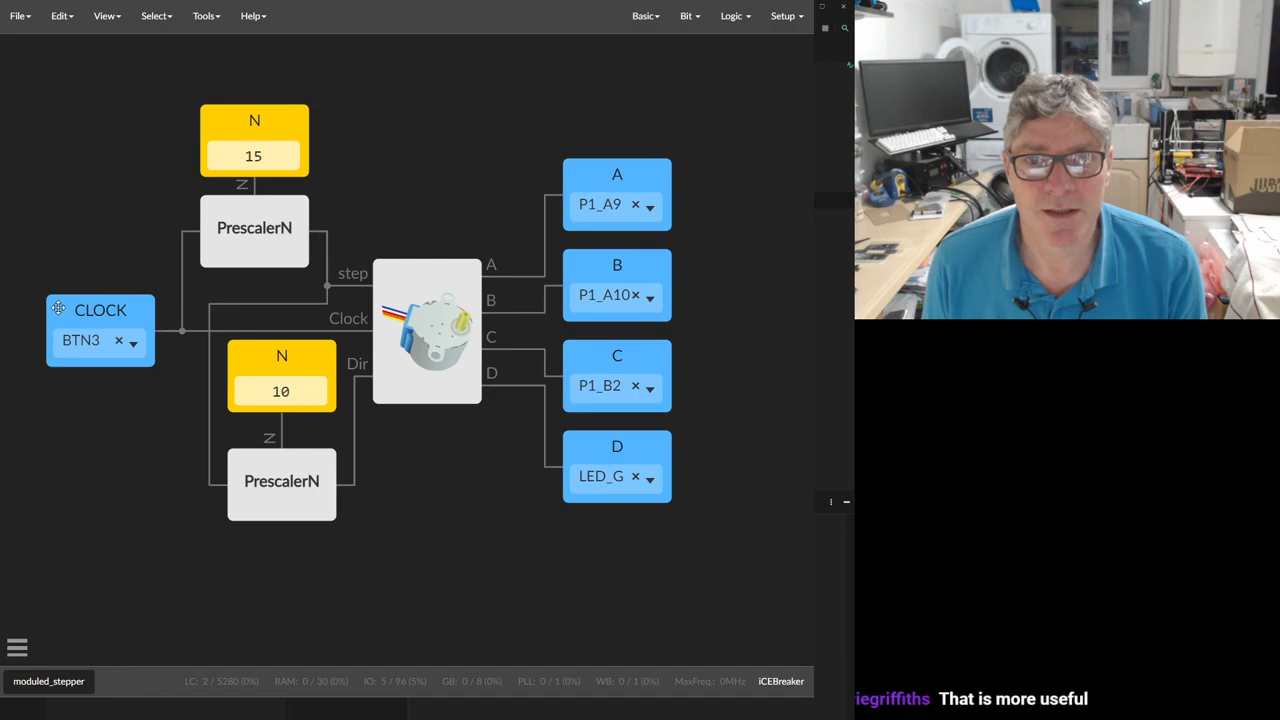 File Edit View Select Tools Help Basic Bit Logic Setup
N
15
N
PrescalerN
CLOCK
BTN3 ×
step
Clock
Dir
N
10
N
PrescalerN
A
B
C
D
A
P1_A9 ×
B
P1_A10×
C
P1_B2 ×
D
LED_G ×
moduled_stepper LC: 2 / 5280 (0%) RAM: 0 / 30 (0%) IO: 5 / 96 (5%) GB: 0 / 8 (0%) PLL: 0 / 1 (0%) WB: 0 / 1 (0%) MaxFreq.: 0MHz iCEBreaker
iegriffiths That is more useful